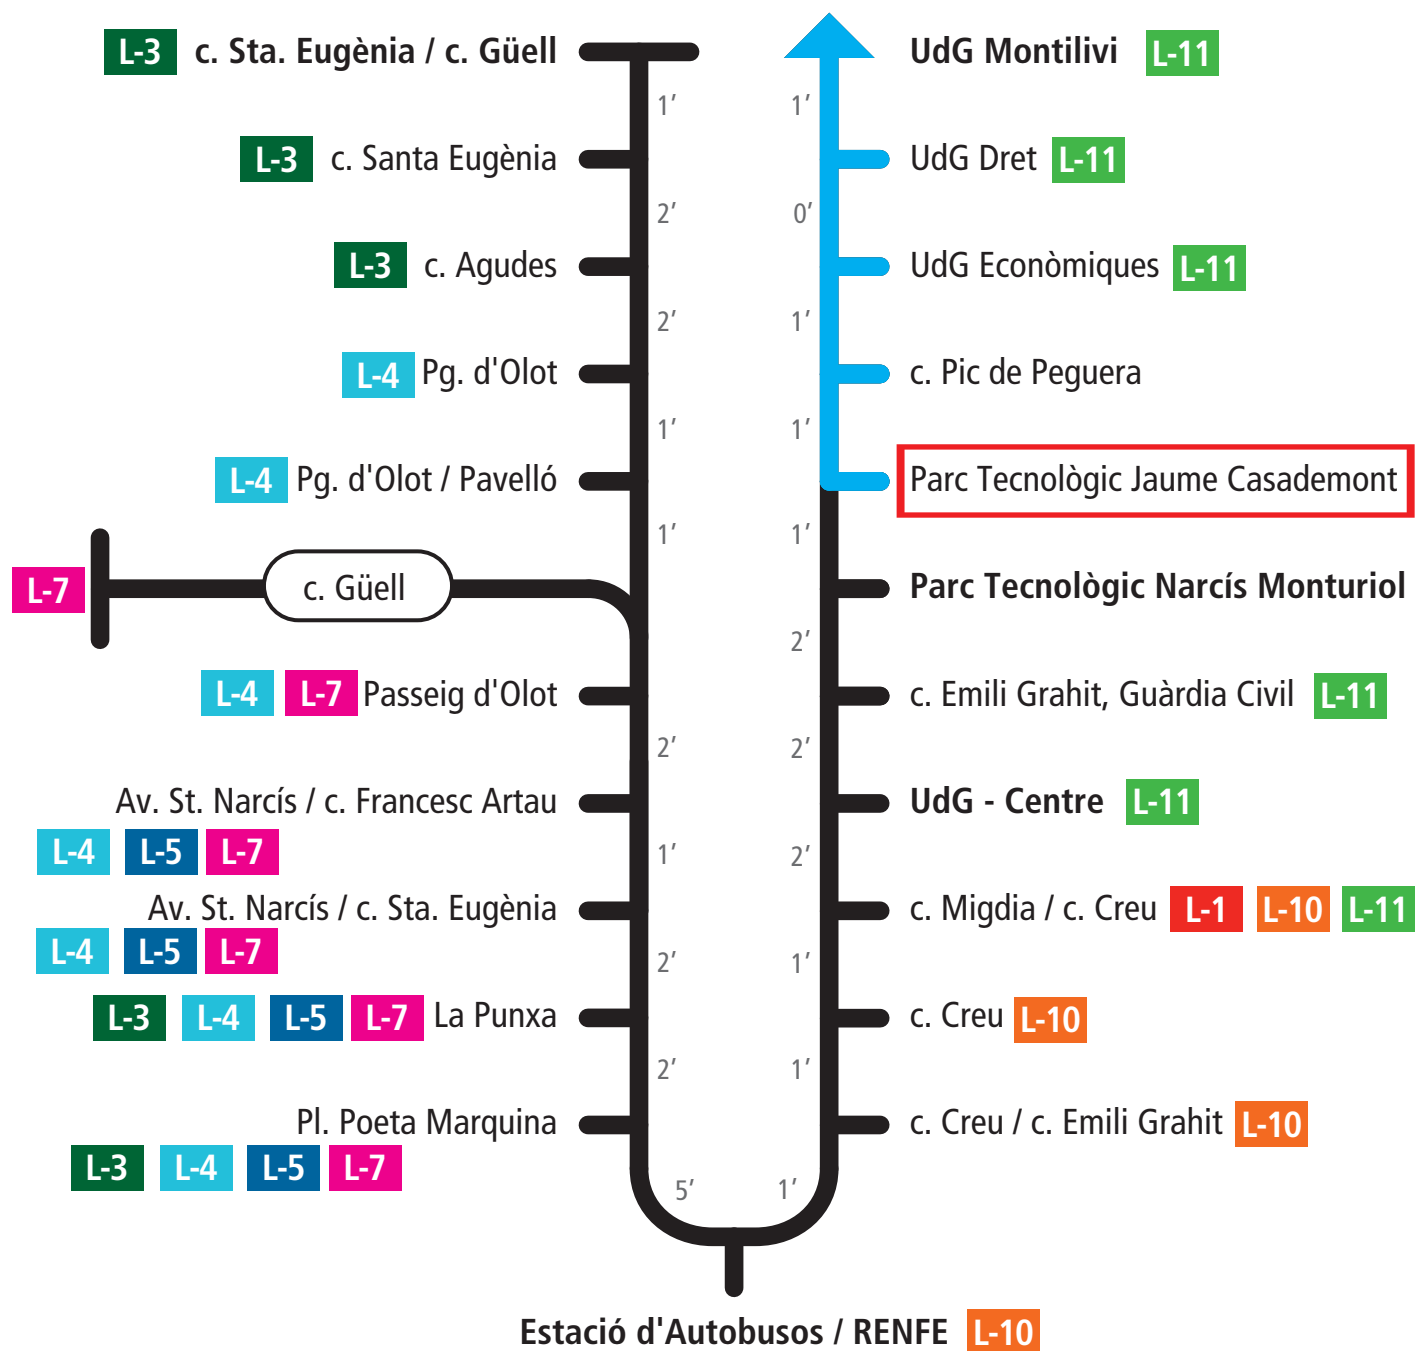 L-3 c. Sta. Eugènia / c. Güell
1’
L-3 c. Santa Eugènia
2’
L-3 c. Agudes
2’
L-4 Pg. d'Olot
1’
L-4 Pg. d'Olot / Pavelló
1’
L-7 c. Güell
L-4 L-7 Passeig d'Olot
2’
Av. St. Narcís / c. Francesc Artau
L-4 L-5 L-7
1’
Av. St. Narcís / c. Sta. Eugènia
L-4 L-5 L-7
2’
L-3 L-4 L-5 L-7 La Punxa
2’
Pl. Poeta Marquina
L-3 L-4 L-5 L-7
5’
Estació d'Autobusos / RENFE L-10
UdG Montilivi L-11
1’
UdG Dret L-11
0’
UdG Econòmiques L-11
1’
c. Pic de Peguera
1’
Parc Tecnològic Jaume Casademont
1’
Parc Tecnològic Narcís Monturiol
2’
c. Emili Grahit, Guàrdia Civil L-11
2’
UdG - Centre L-11
2’
c. Migdia / c. Creu L-1 L-10 L-11
1’
c. Creu L-10
1’
c. Creu / c. Emili Grahit L-10
1’